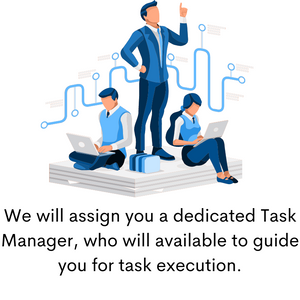 We will assign you a dedicated Task
Manager, who will available to guide
you for task execution.